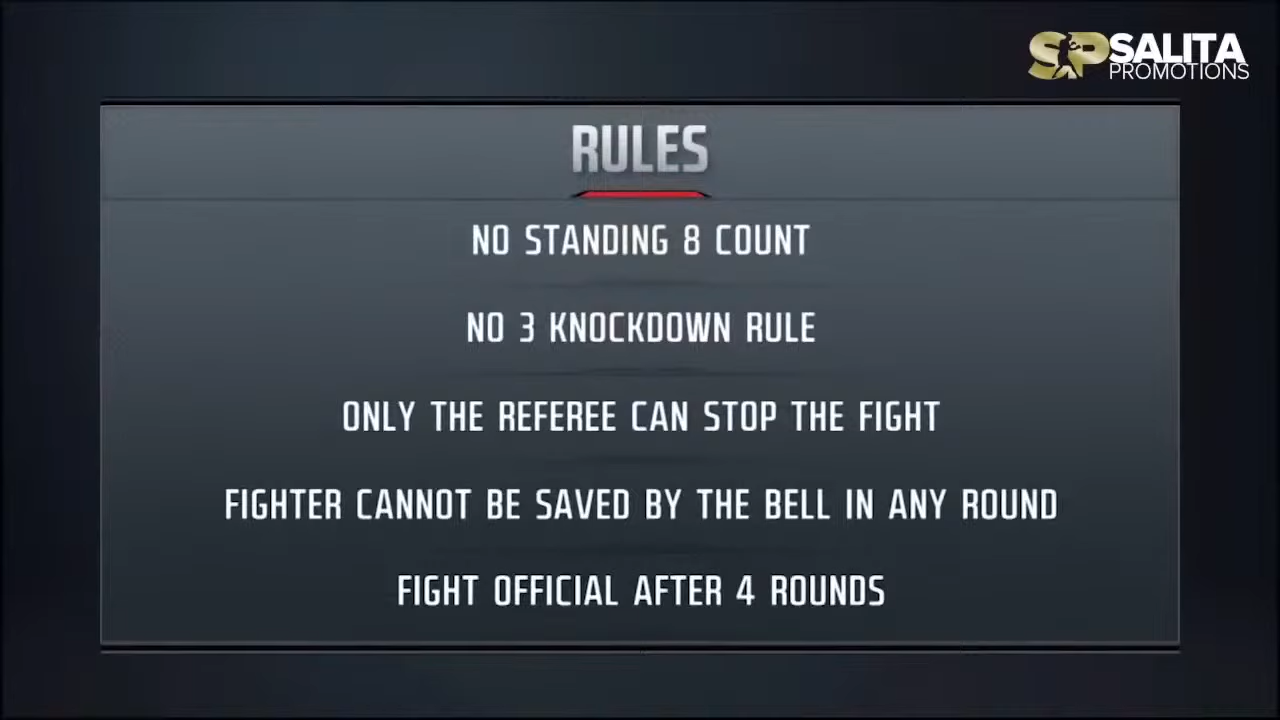 SP SALITA
PROMOTIONS
RULES
NO STANDING 8 COUNT
NO 3 KNOCKDOWN RULE
ONLY THE REFEREE CAN STOP THE FIGHT
FIGHTER CANNOT BE SAVED BY THE BELL IN ANY ROUND
FIGHT OFFICIAL AFTER 4 ROUNDS